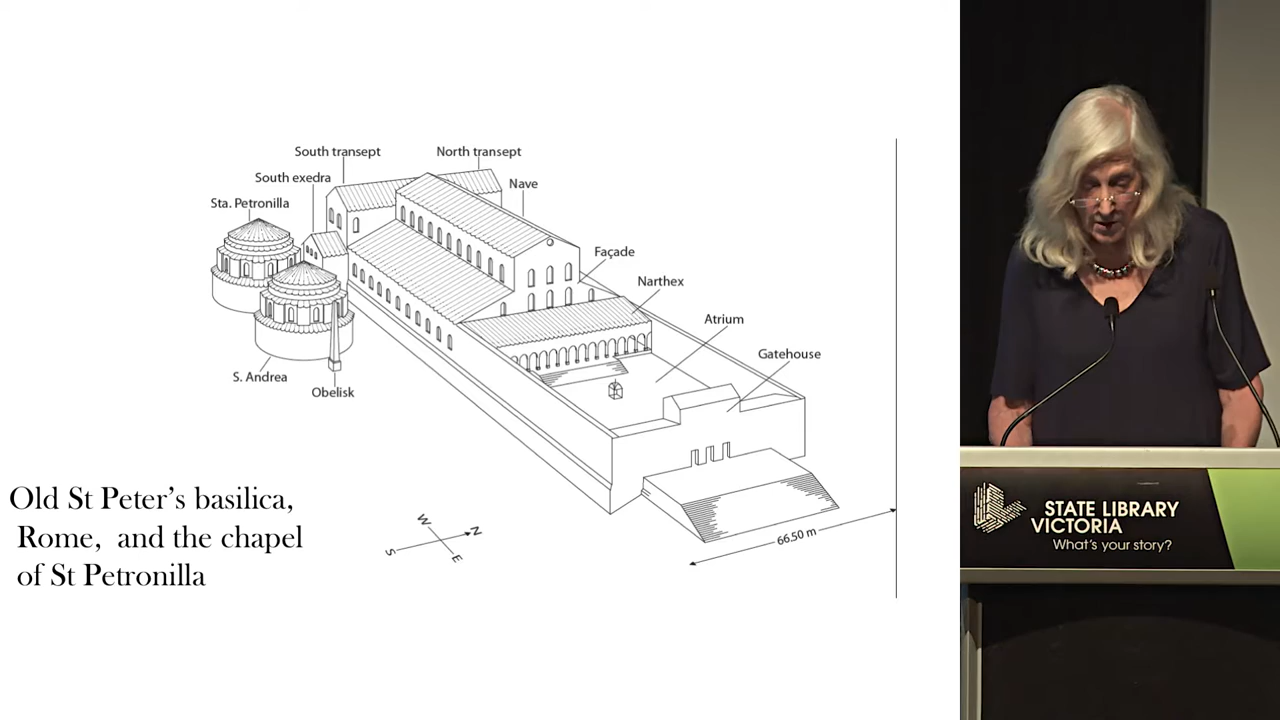 South transept
North transept
South exedra
Nave
Sta. Petronilla
Façade
Narthex
Atrium
Gatehouse
S. Andrea
Obelisk
Old St Peter’s basilica,
Rome, and the chapel
of St Petronilla
W
N
S
E
66.50 m
STATE LIBRARY
VICTORIA
What's your story?